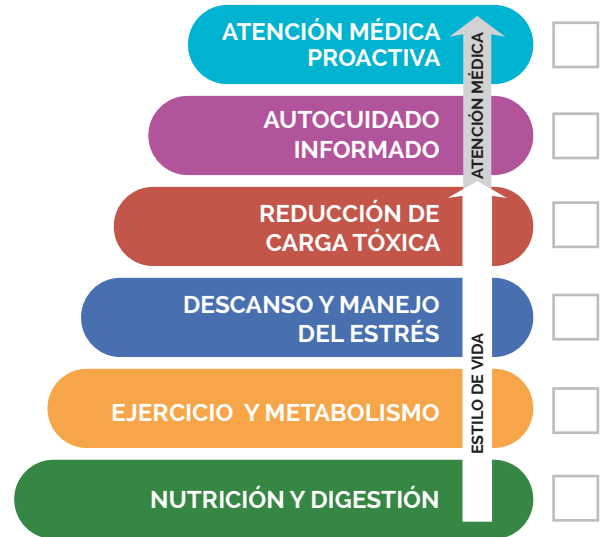 ATENCIÓN MÉDICA
PROACTIVA
AUTOCUIDADO
INFORMADO
REDUCCIÓN DE
CARGA TÓXICA
DESCANSO Y MANEJO
DEL ESTRÉS
EJERCICIO Y METABOLISMO
NUTRICIÓN Y DIGESTIÓN
ATENCIÓN MÉDICA
ESTILO DE VIDA